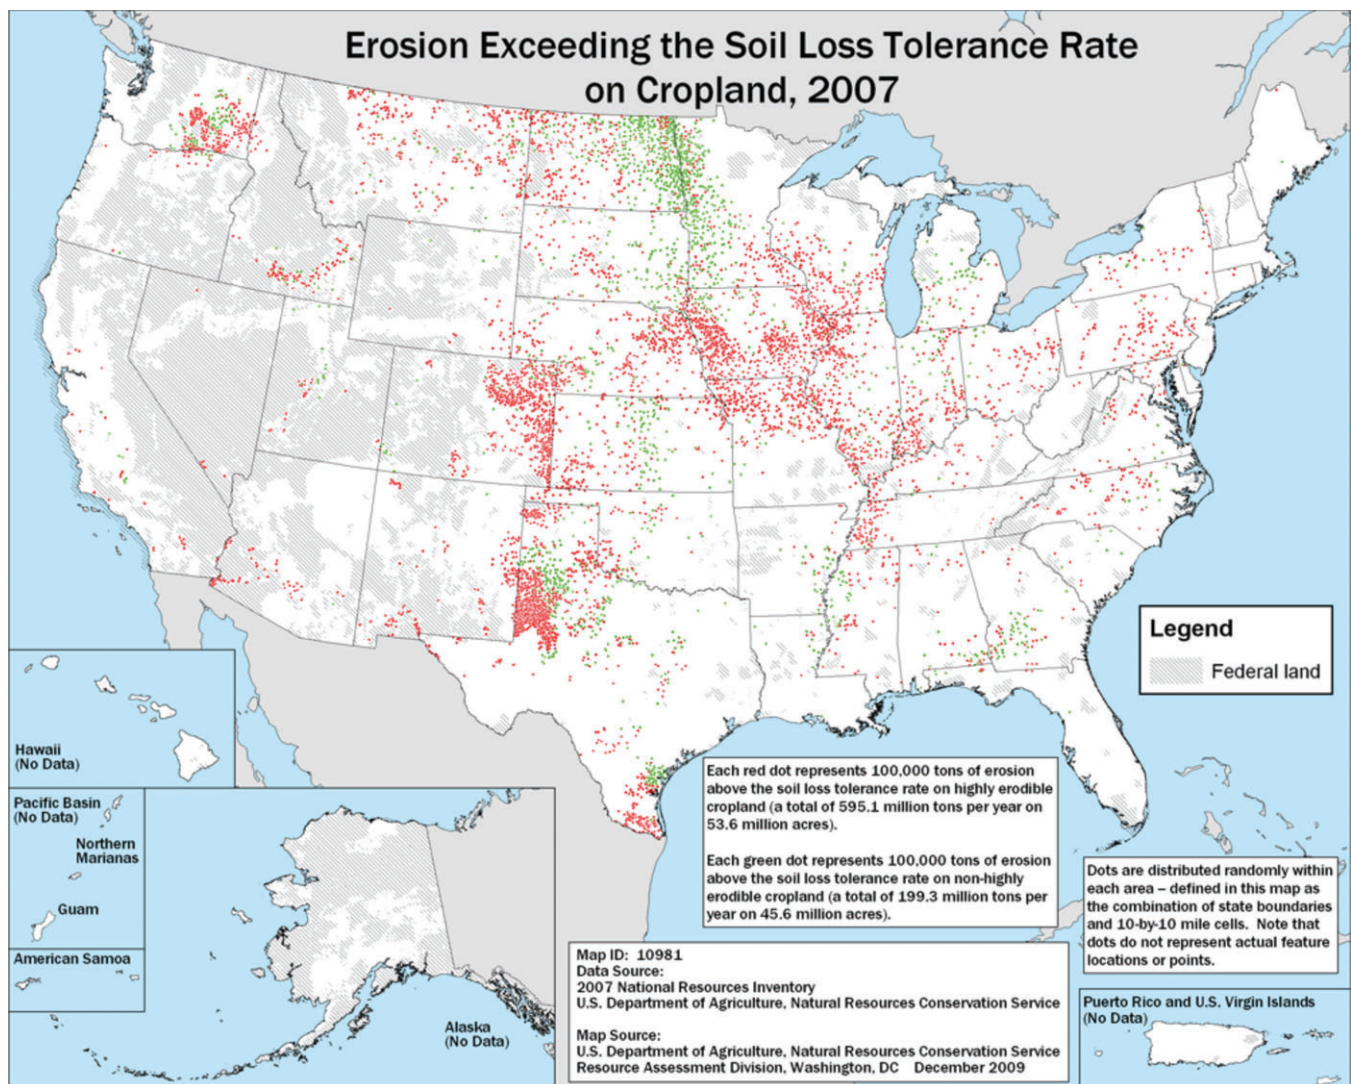 Erosion Exceeding the Soil Loss Tolerance Rate
on Cropland, 2007
Legend
Federal land
Hawaii
(No Data)
Pacific Basin
(No Data)
Northern
Marianas
Guam
American Samoa
Alaska
(No Data)
Each red dot represents 100,000 tons of erosion
above the soil loss tolerance rate on highly erodible
cropland (a total of 595.1 million tons per year on
53.6 million acres).
Each green dot represents 100,000 tons of erosion
above the soil loss tolerance rate on non-highly
erodible cropland (a total of 199.3 million tons per
year on 45.6 million acres).
Dots are distributed randomly within
each area – defined in this map as
the combination of state boundaries
and 10-by-10 mile cells. Note that
dots do not represent actual feature
locations or points.
Map ID: 10981
Data Source:
2007 National Resources Inventory
U.S. Department of Agriculture, Natural Resources Conservation Service
Map Source:
U.S. Department of Agriculture, Natural Resources Conservation Service
Resource Assessment Division, Washington, DC December 2009
Puerto Rico and U.S. Virgin Islands
(No Data)